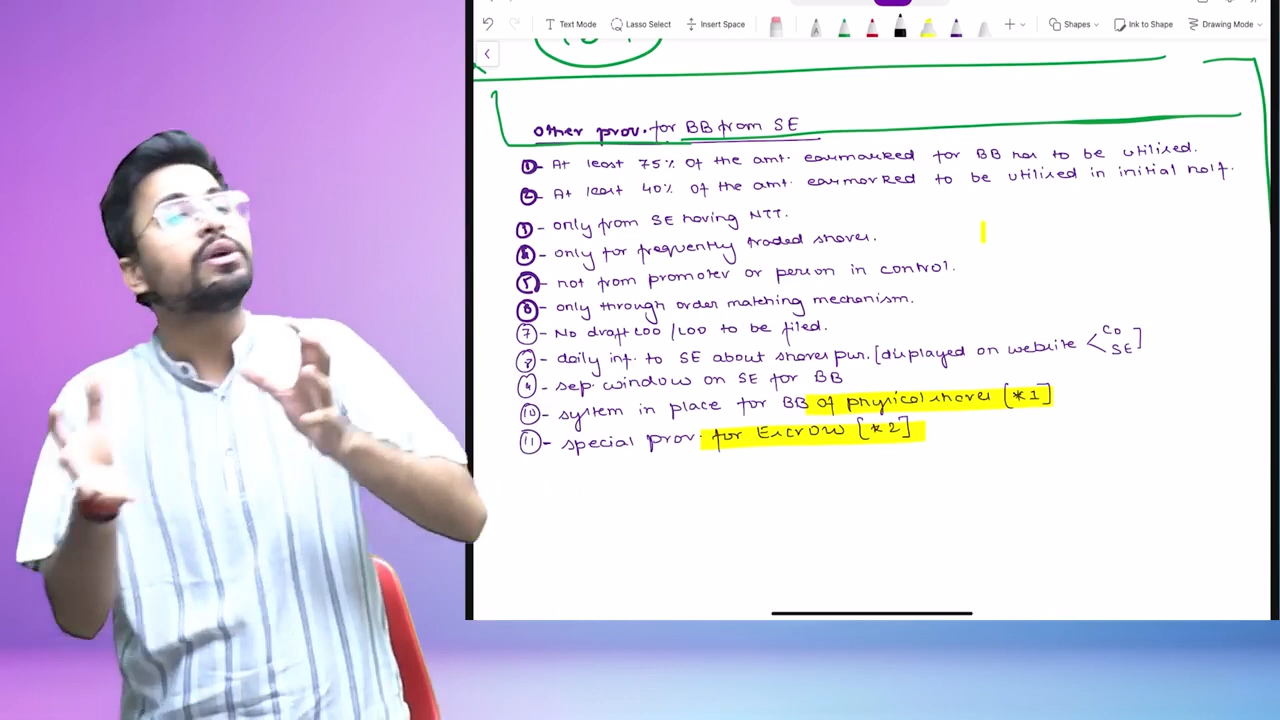 Text Mode Lasso Select Insert Space Shapes Ink to Shape Drawing Mode
Other prov. for BB from SE
1 - At least 75% of the amt. earmarked for BB has to be utilised.
2 - At least 40% of the amt. earmarked to be utilised in initial half.
3 - only from SE having NTT.
4 - only for frequently traded shares.
5 - not from promoter or person in control.
6 - only through order matching mechanism.
7 - No draft LOO / LOO to be filed.
8 - daily inf. to SE about shares pur. [displayed on website < CO SE ]
9 - sep. window on SE for BB
10 - system in place for BB of physical shares [*1]
11 - special prov. for Escrow [*2]